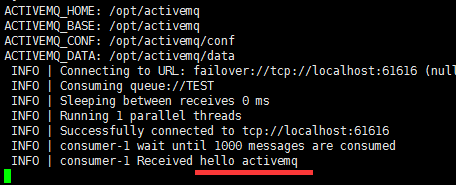 ACTIVEMQ_HOME: /opt/activemq
ACTIVEMQ_BASE: /opt/activemq
ACTIVEMQ_CONF: /opt/activemq/conf
ACTIVEMQ_DATA: /opt/activemq/data
INFO | Connecting to URL: failover://tcp://localhost:61616 (nul
INFO | Consuming queue://TEST
INFO | Sleeping between receives 0 ms
INFO | Running 1 parallel threads
INFO | Successfully connected to tcp://localhost:61616
INFO | consumer-1 wait until 1000 messages are consumed
INFO | consumer-1 Received hello activemq